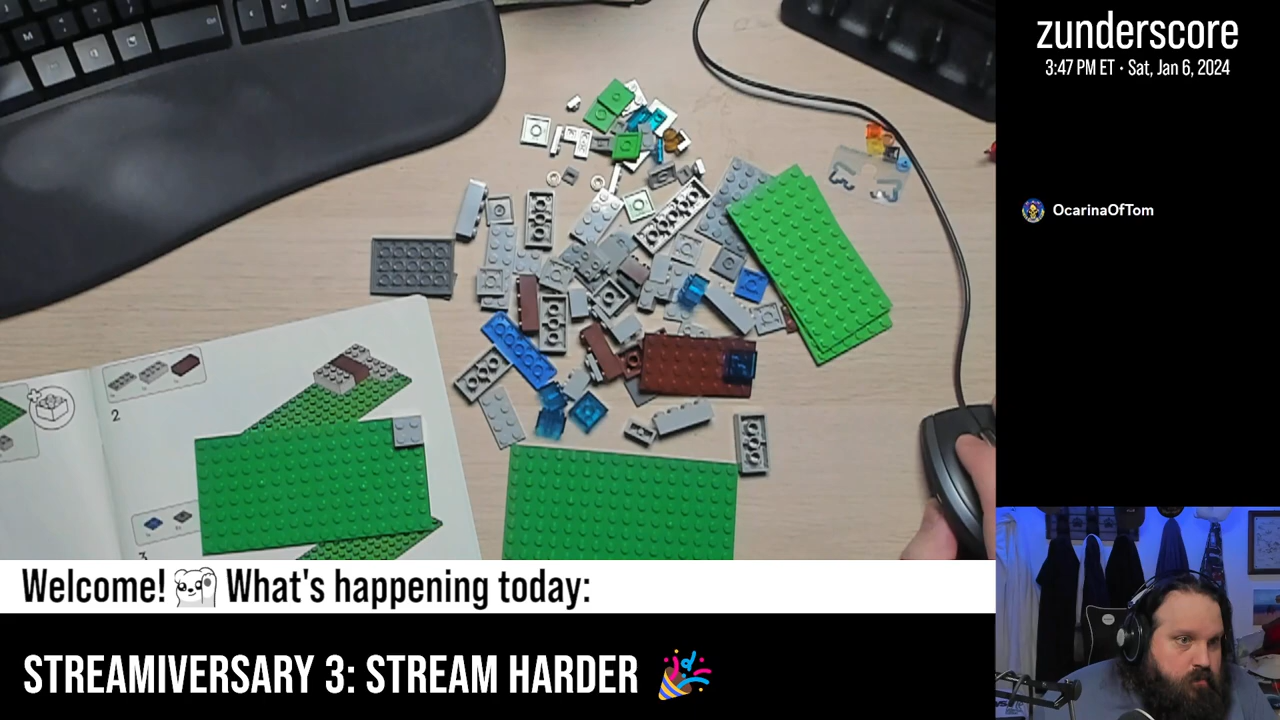 zunderscore
3:47 PM ET • Sat, Jan 6, 2024
OcarinaOfTom
2
3
Welcome! What's happening today:
STREAMIVERSARY 3: STREAM HARDER